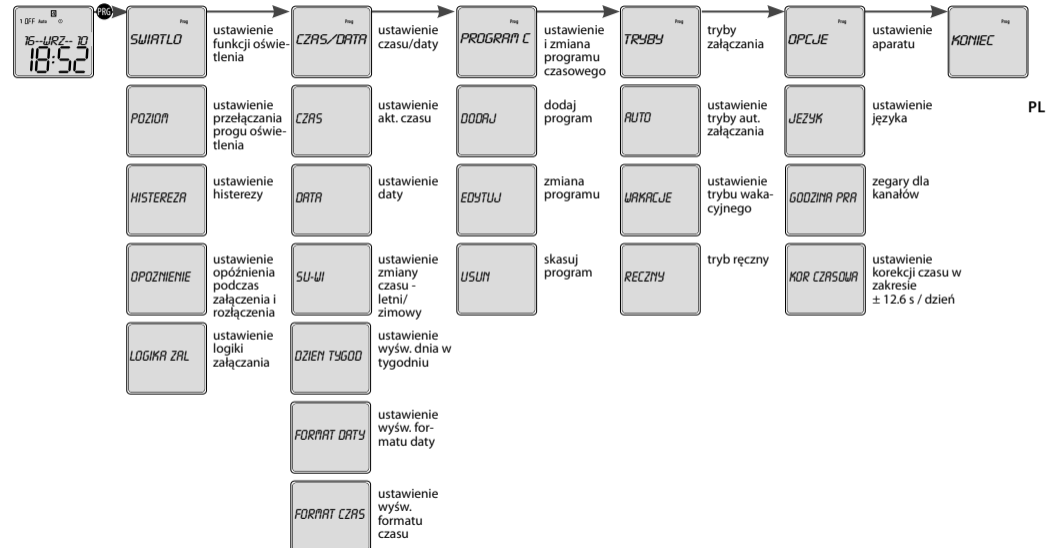 1 OFF Auto
16--WRZ-- 10
18:52
PRG
Prog
SWIATLO
ustawienie
funkcji oświe-
tlenia
Prog
CZAS/DATA
ustawienie
czasu/daty
Prog
PROGRAM C
ustawienie
i zmiana
programu
czasowego
Prog
TRYBY
tryby
załączania
Prog
OPCJE
ustawienie
aparatu
Prog
KONIEC
PL
POZIOM
ustawienie
przełączania
progu oświe-
tlenia
CZAS
ustawienie
akt. czasu
DODAJ
dodaj
program
AUTO
ustawienie
tryby aut.
załączania
JEZYK
ustawienie
języka
HISTEREZA
ustawienie
histerezy
DATA
ustawienie
daty
EDYTUJ
zmiana
programu
WAKACJE
ustawienie
trybu waka-
cyjnego
GODZINA PRA
zegary dla
kanałów
OPOZNIENIE
ustawienie
opóźnienia
podczas
załączenia i
rozłączenia
SU-WI
ustawienie
zmiany
czasu -
letni/
zimowy
USUN
skasuj
program
RECZNY
tryb ręczny
KOR CZASOWA
ustawienie
korekcji czasu w
zakresie
± 12.6 s / dzień
LOGIKA ZAL
ustawienie
logiki
załączania
DZIEN TYGOD
ustawienie
wyśw. dnia w
tygodniu
FORMAT DATY
ustawienie
wyśw. for-
matu daty
FORMAT CZAS
ustawienie
wyśw.
formatu
czasu